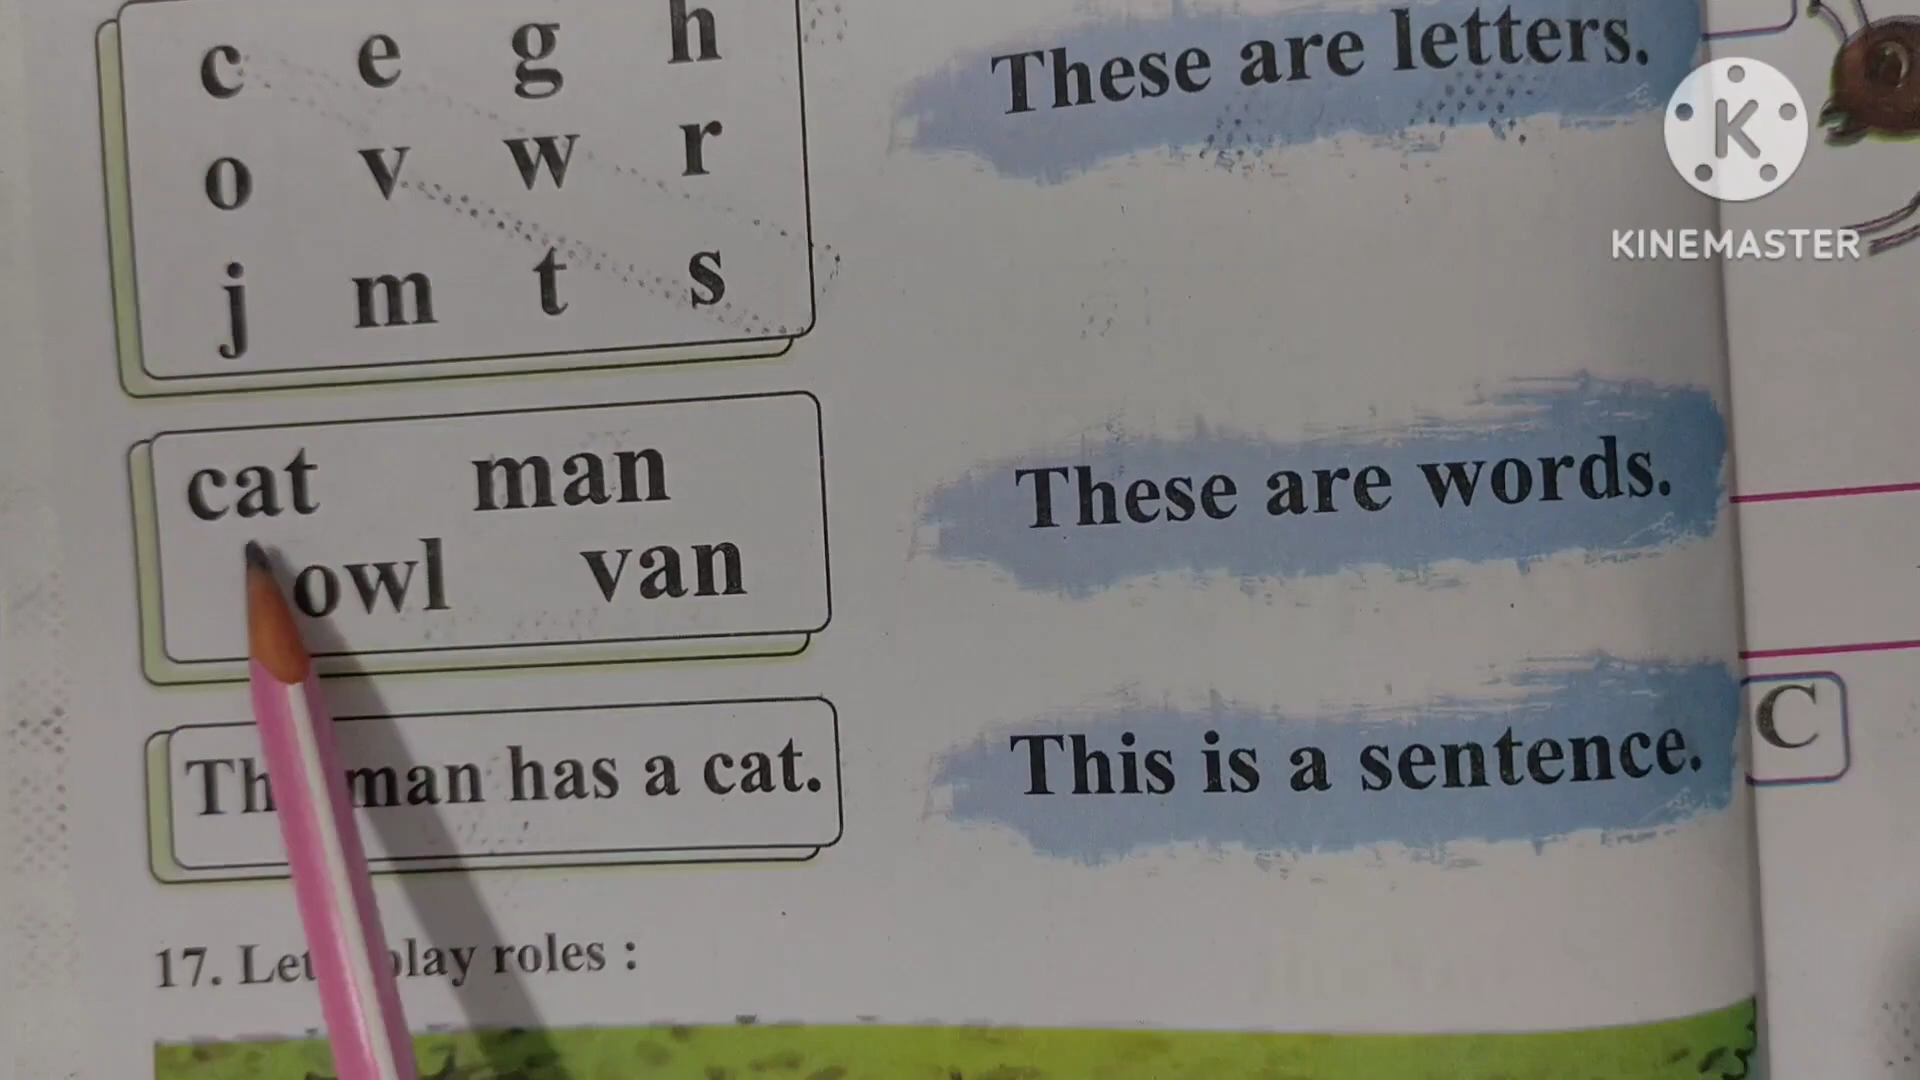 c e g h
o v w r
j m t s
These are letters.
K
KINEMASTER
cat man
owl van
These are words.
man has a cat.
This is a sentence.
C
17. play roles :